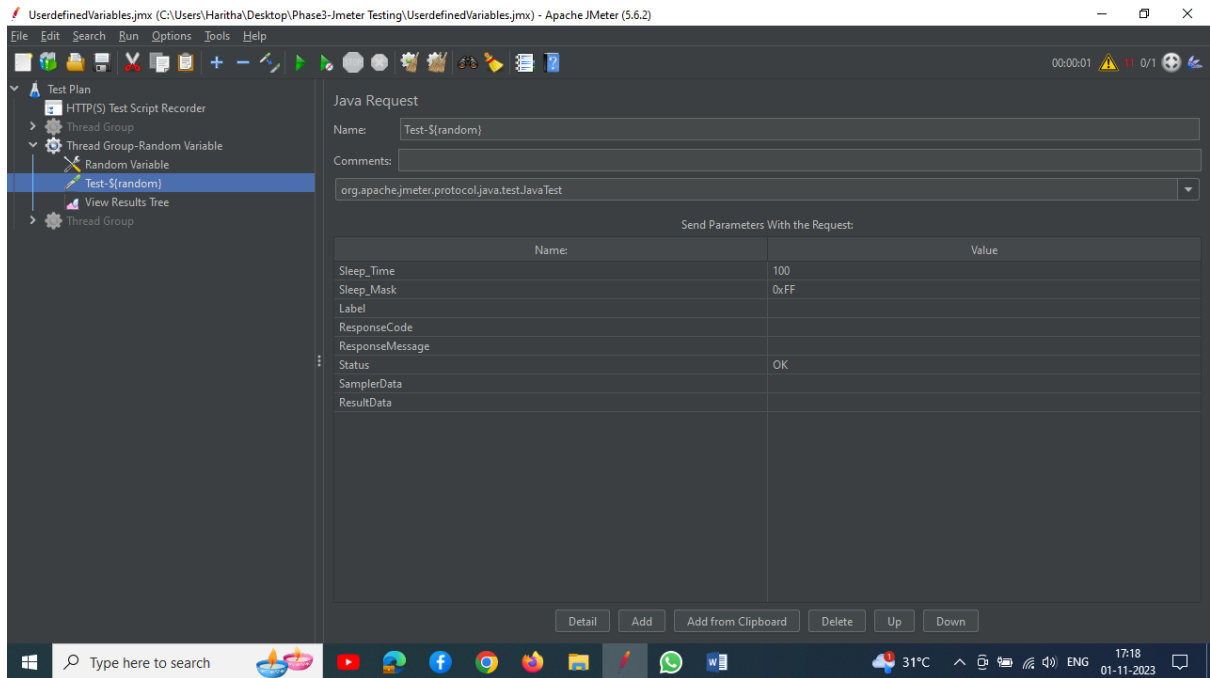 UserdefinedVariables.jmx (C:\Users\Haritha\Desktop\Phase3-Jmeter Testing\UserdefinedVariables.jmx) - Apache JMeter (5.6.2)
File Edit Search Run Options Tools Help
00:00:01 11 0/1
Test Plan
HTTP(S) Test Script Recorder
Thread Group
Thread Group-Random Variable
Random Variable
Test-${random}
View Results Tree
Thread Group
Java Request
Name: Test-${random}
Comments:
org.apache.jmeter.protocol.java.test.JavaTest
Send Parameters With the Request:
Name: Value
Sleep_Time 100
Sleep_Mask 0xFF
Label
ResponseCode
ResponseMessage
Status OK
SamplerData
ResultData
Detail Add Add from Clipboard Delete Up Down
Type here to search
1 31°C ENG 17:18
01-11-2023